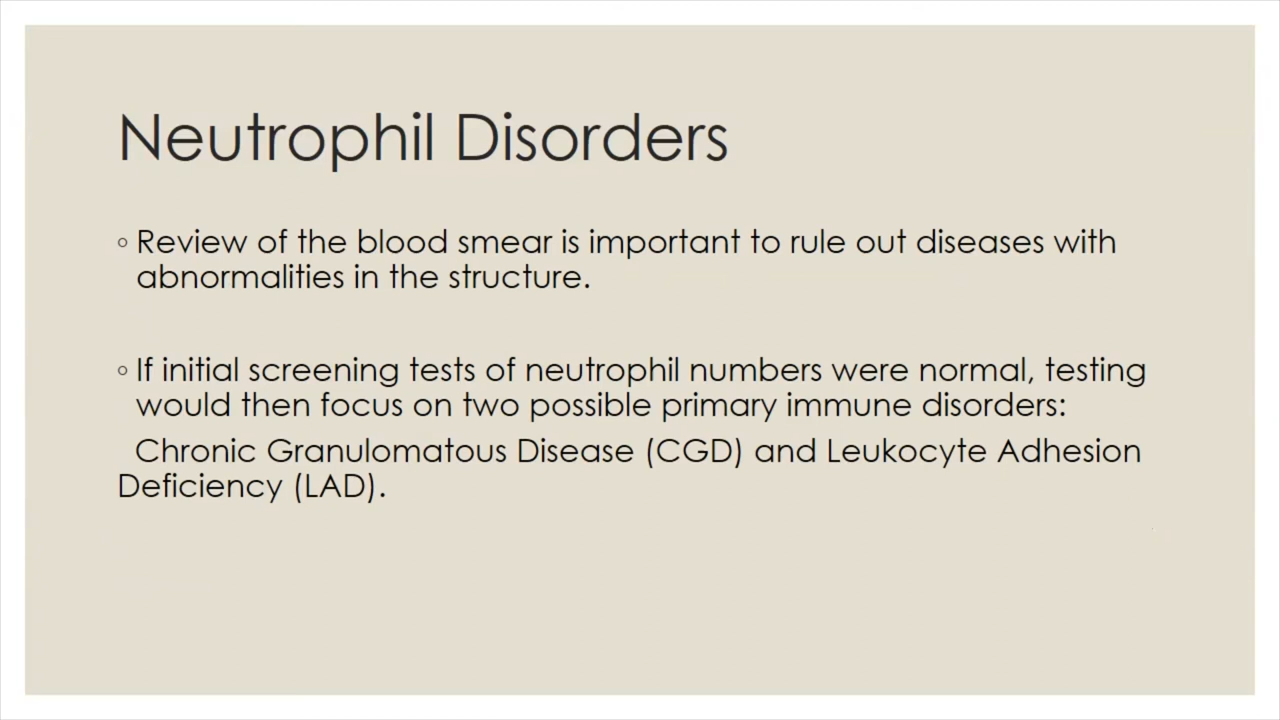 Neutrophil Disorders
◦ Review of the blood smear is important to rule out diseases with
abnormalities in the structure.
◦ If initial screening tests of neutrophil numbers were normal, testing
would then focus on two possible primary immune disorders:
Chronic Granulomatous Disease (CGD) and Leukocyte Adhesion
Deficiency (LAD).